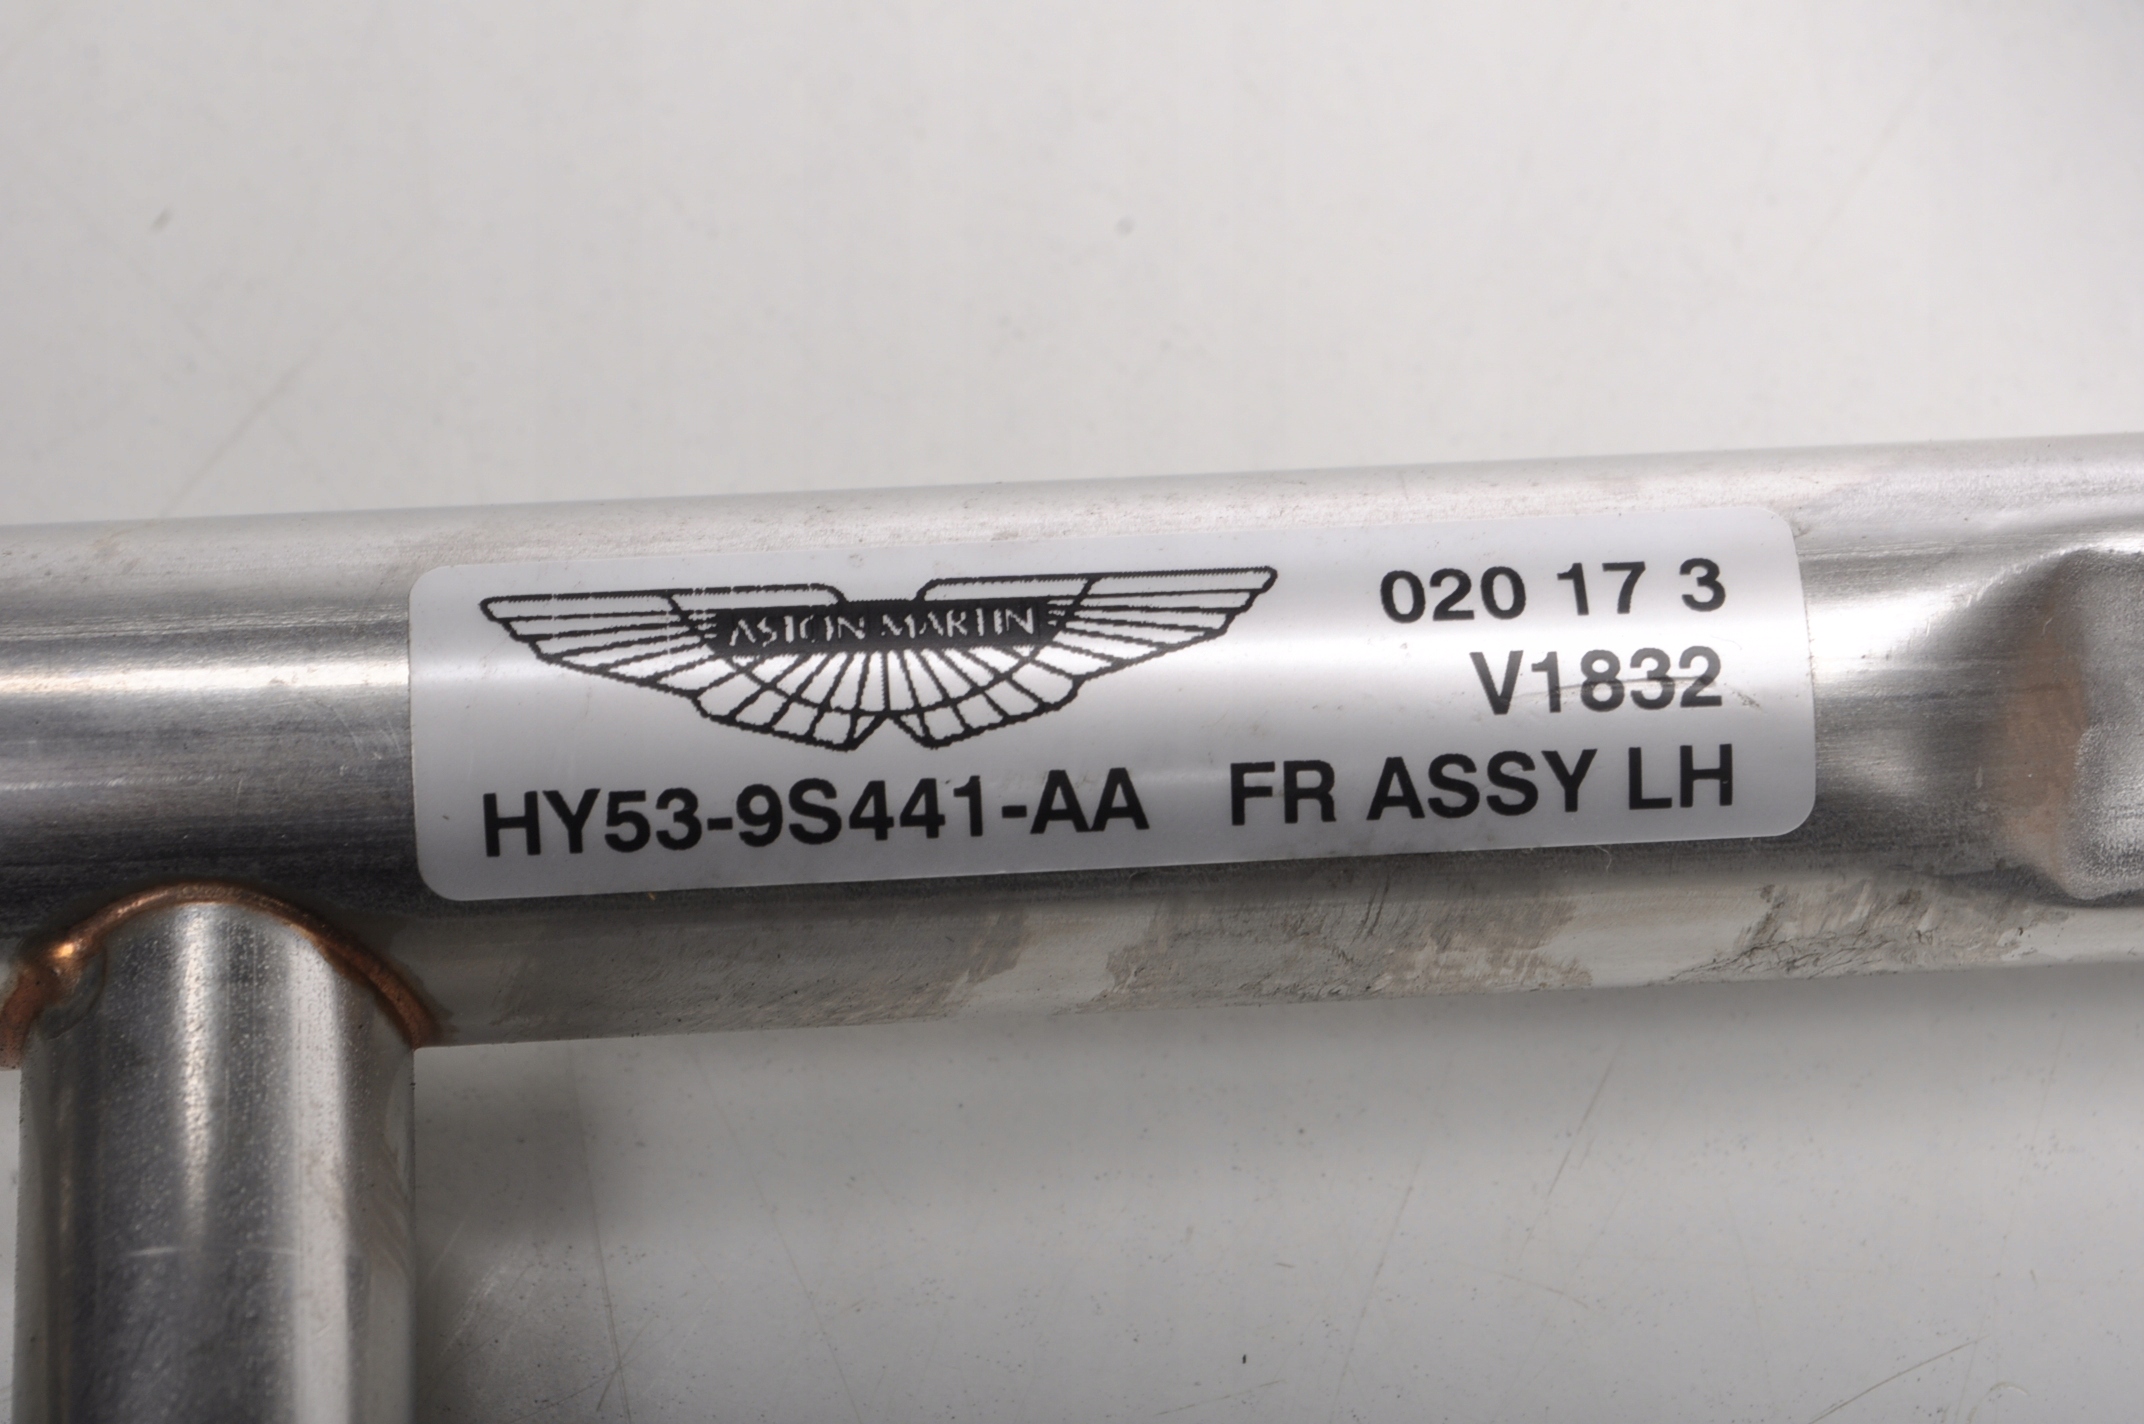 ASTON MARTIN
020 17 3
V1832
HY53-9S441-AA FR ASSY LH